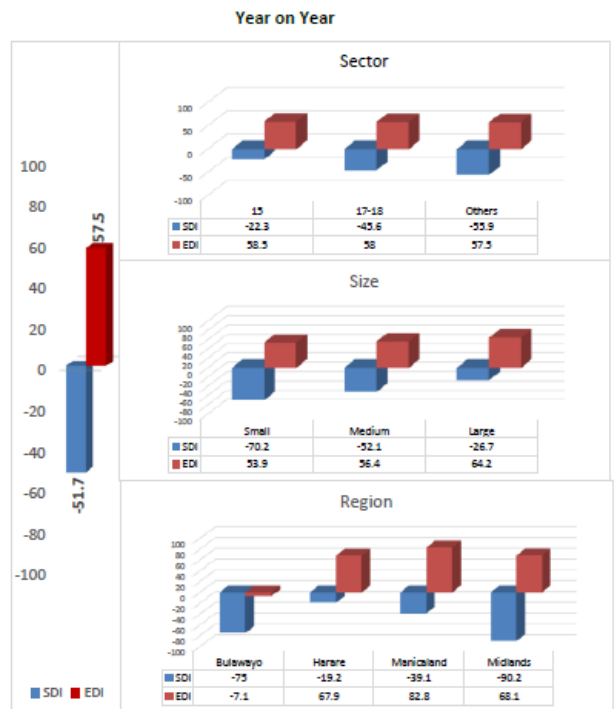 Year on Year
100
80
60
40
20
0
-20
-40
-60
-80
-100
57.5
-51.7
SDI EDI
Sector
100
50
0
-50
-100
15 17-18 Others
SDI -22.3 -45.6 -55.9
EDI 58.5 58 57.5
Size
100
80
60
40
20
0
-20
-40
-60
-80
-100
Small Medium Large
SDI -70.2 -52.1 -26.7
EDI 53.9 56.4 64.2
Region
100
80
60
40
20
0
-20
-40
-60
-80
-100
Bulawayo Harare Manicaland Midlands
SDI -75 -19.2 -39.1 -90.2
EDI -7.1 67.9 82.8 68.1